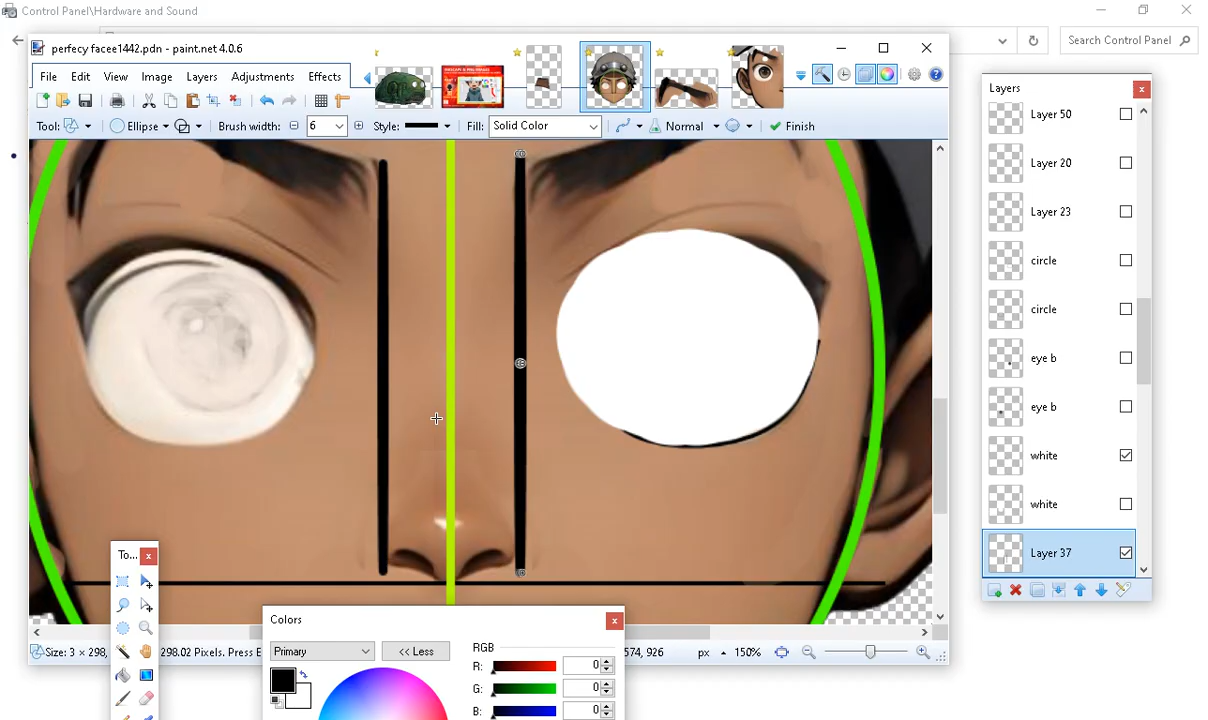 Control Panel\Hardware and Sound
Search Control Panel
perfecy facee1442.pdn - paint.net 4.0.6
File Edit View Image Layers Adjustments Effects
Tool: Ellipse Brush width: 6 Style: Fill: Solid Color Normal Finish
Layers
Layer 50
Layer 20
Layer 23
circle
circle
eye b
eye b
white
white
Layer 37
To...
Colors
Primary
<< Less
RGB
R: 0
G: 0
B: 0
Size: 3 × 298, 298.02 Pixels. Press E 574, 926 px 150%